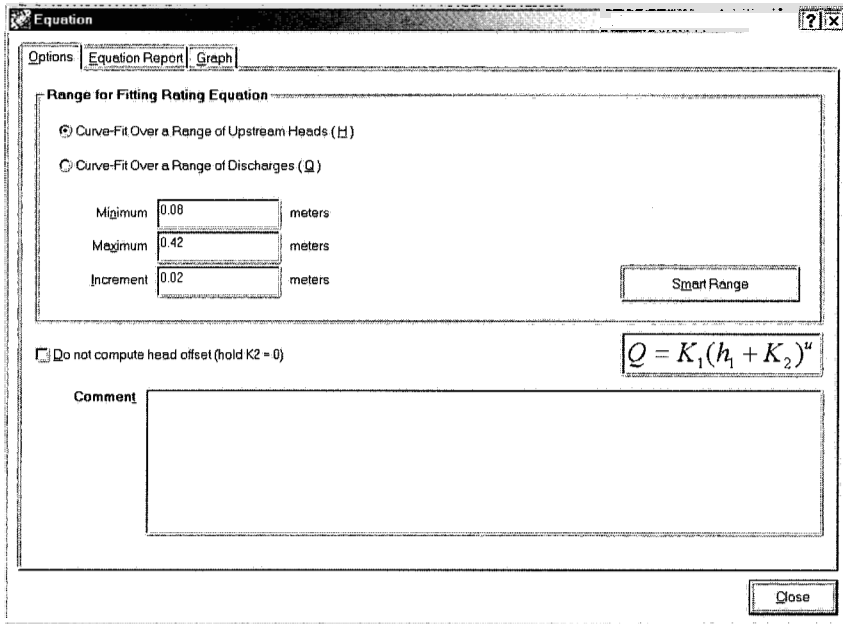 Equation
Options Equation Report Graph
Range for Fitting Rating Equation
Curve-Fit Over a Range of Upstream Heads (H)
Curve-Fit Over a Range of Discharges (Q)
Minimum 0.08 meters
Maximum 0.42 meters
Increment 0.02 meters
Smart Range
Do not compute head offset (hold K2 = 0)
Q = K₁(h₁ + K₂)ᵘ
Comment
Close